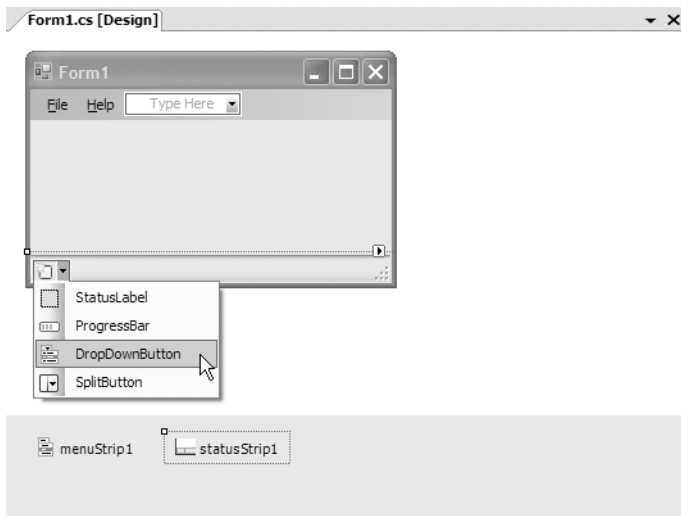 Form1.cs [Design]
Form1
File Help Type Here
StatusLabel
ProgressBar
DropDownButton
SplitButton
menuStrip1 statusStrip1